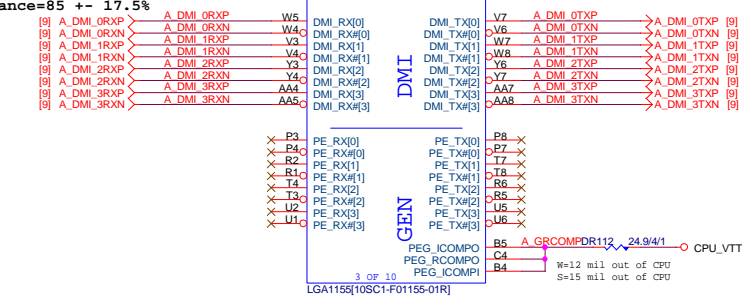 ance=85 +- 17.5%
[9] A_DMI_0RXP A_DMI_0RXP W5 DMI_RX[0] DMI_TX[0] V7 A_DMI_0TXP A_DMI_0TXP [9]
[9] A_DMI_0RXN A_DMI_0RXN W4 DMI_RX#[0] DMI_TX#[0] V6 A_DMI_0TXN A_DMI_0TXN [9]
[9] A_DMI_1RXP A_DMI_1RXP V3 DMI_RX[1] DMI_TX[1] W7 A_DMI_1TXP A_DMI_1TXP [9]
[9] A_DMI_1RXN A_DMI_1RXN V4 DMI_RX#[1] DMI_TX#[1] W8 A_DMI_1TXN A_DMI_1TXN [9]
[9] A_DMI_2RXP A_DMI_2RXP Y3 DMI_RX[2] DMI_TX[2] Y6 A_DMI_2TXP A_DMI_2TXP [9]
[9] A_DMI_2RXN A_DMI_2RXN Y4 DMI_RX#[2] DMI_TX#[2] Y7 A_DMI_2TXN A_DMI_2TXN [9]
[9] A_DMI_3RXP A_DMI_3RXP AA4 DMI_RX[3] DMI_TX[3] AA7 A_DMI_3TXP A_DMI_3TXP [9]
[9] A_DMI_3RXN A_DMI_3RXN AA5 DMI_RX#[3] DMI_TX#[3] AA8 A_DMI_3TXN A_DMI_3TXN [9]
DMI
P3 PE_RX[0] PE_TX[0] P8
P4 PE_RX#[0] PE_TX#[0] P7
R2 PE_RX[1] PE_TX[1] T7
R1 PE_RX#[1] PE_TX#[1] T8
T4 PE_RX[2] PE_TX[2] R6
T3 PE_RX#[2] PE_TX#[2] R5
U2 PE_RX[3] PE_TX[3] U5
U1 PE_RX#[3] PE_TX#[3] U6
GEN
PEG_ICOMPO B5 A_GRCOMP DR112 24.9/4/1 CPU_VTT
PEG_RCOMPO C4
PEG_ICOMPI B4
W=12 mil out of CPU
S=15 mil out of CPU
3 OF 10
LGA1155[10SC1-F01155-01R]